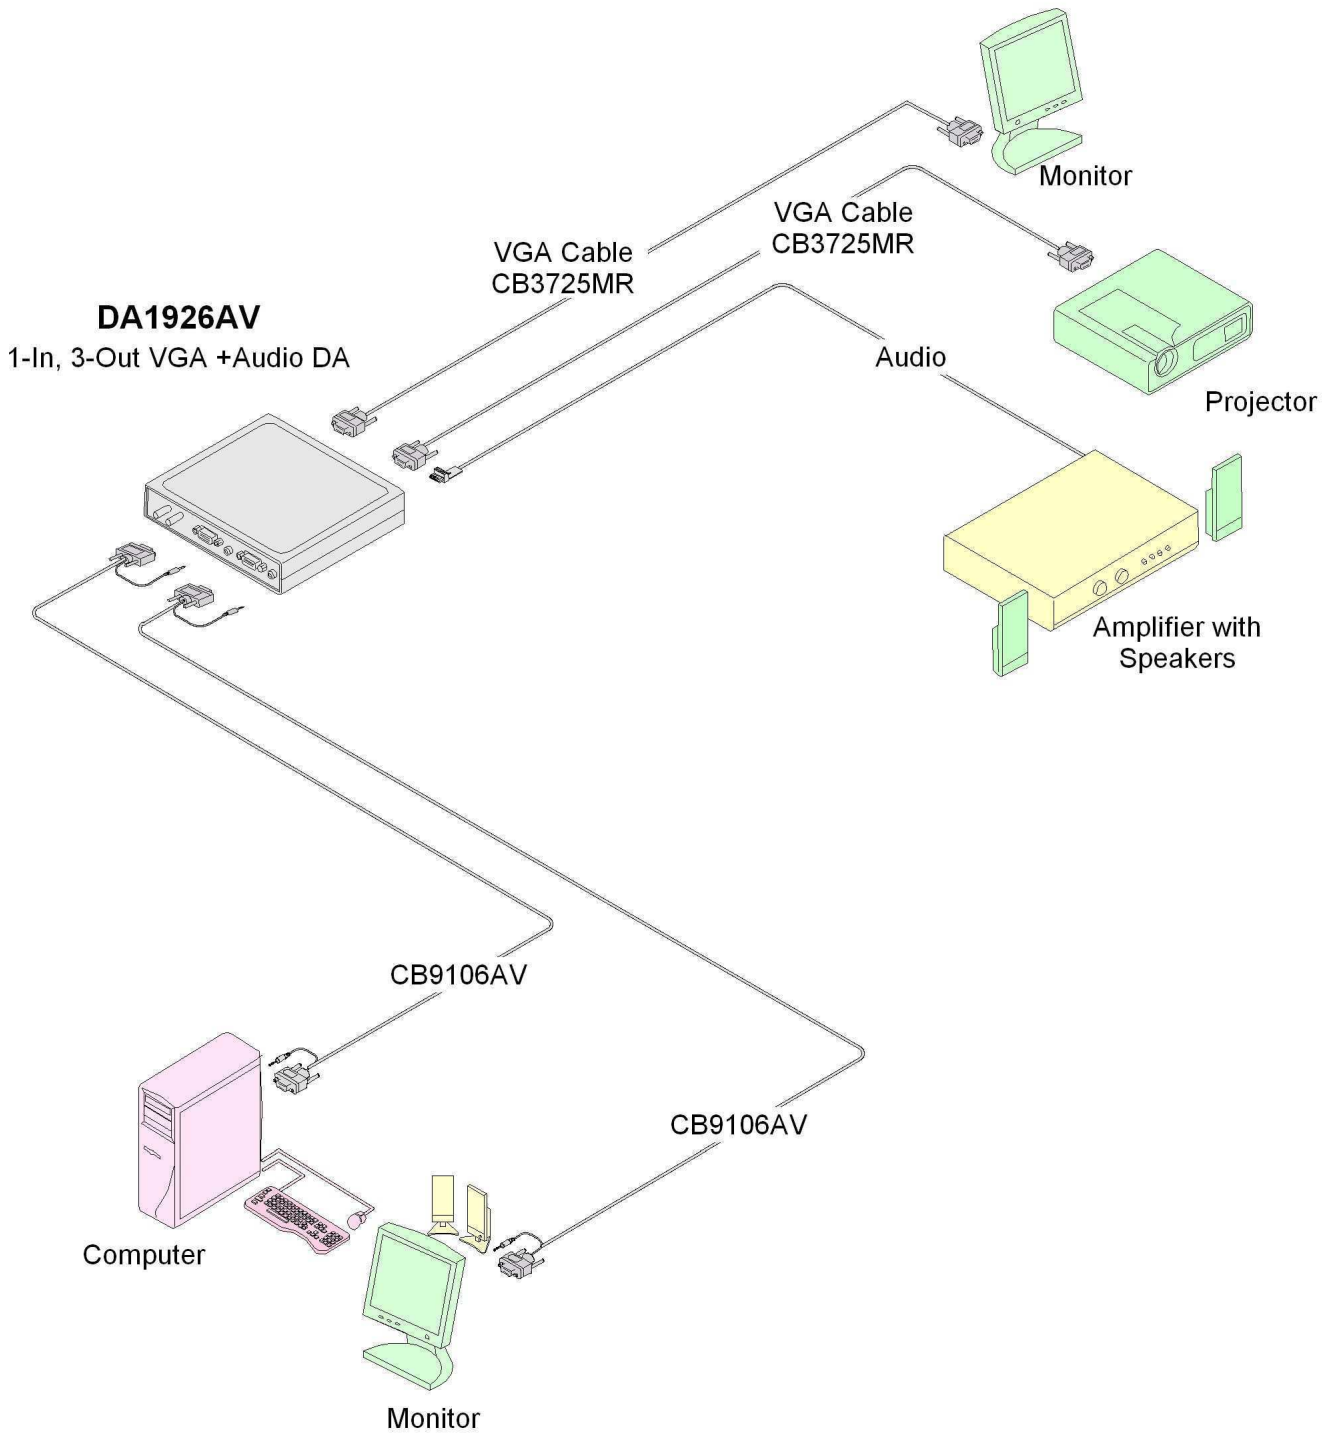 Monitor
VGA Cable
CB3725MR
VGA Cable
CB3725MR
DA1926AV
1-In, 3-Out VGA +Audio DA
Audio
Projector
Amplifier with
Speakers
CB9106AV
CB9106AV
Computer
Monitor